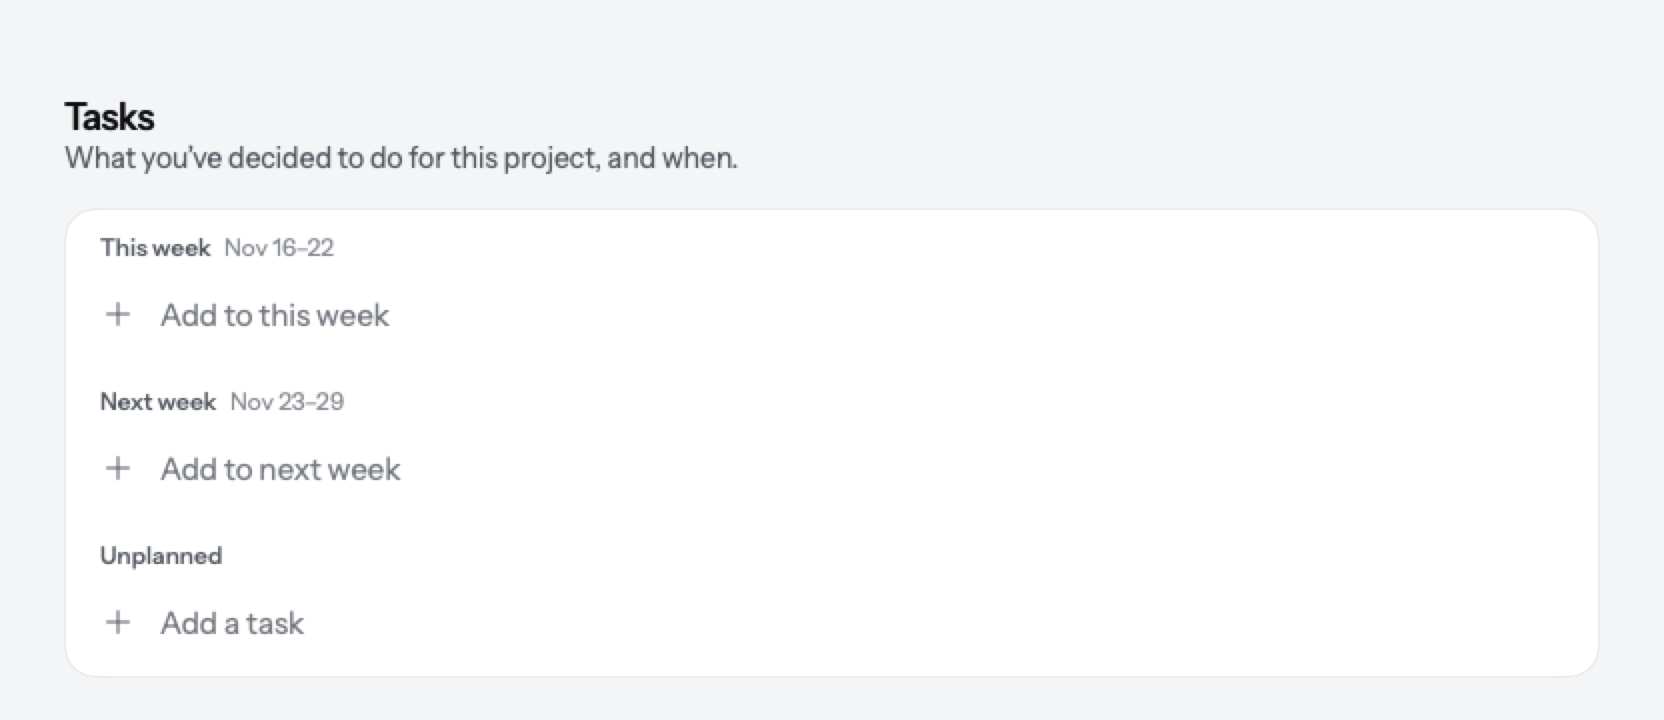 Tasks
What you've decided to do for this project, and when.
This week Nov 16–22
+ Add to this week
Next week Nov 23–29
+ Add to next week
Unplanned
+ Add a task